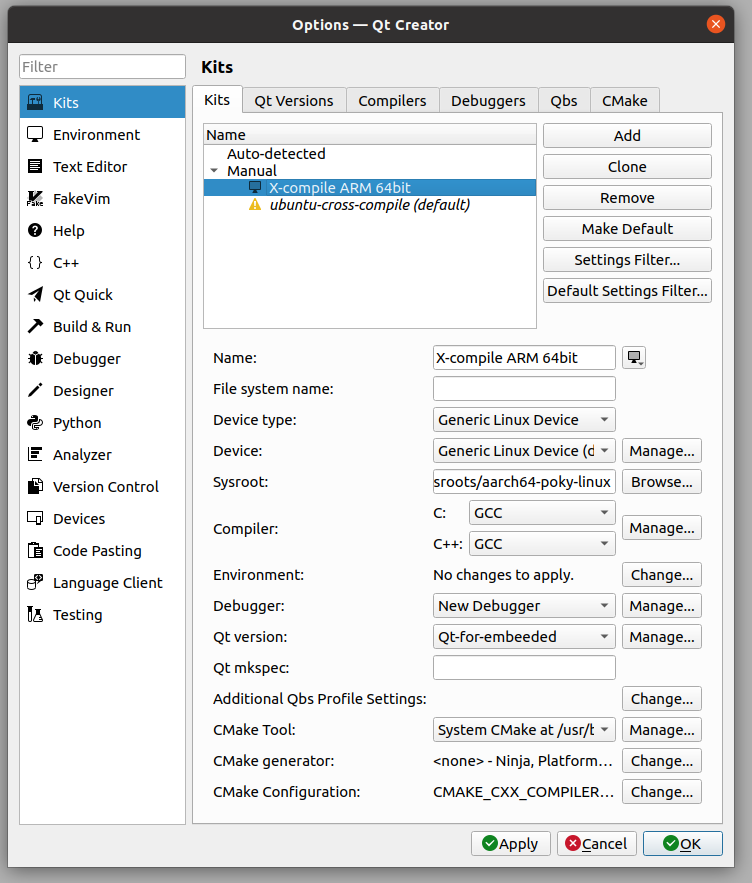 Options — Qt Creator
Filter
Kits
Environment
Text Editor
FakeVim
Help
C++
Qt Quick
Build & Run
Debugger
Designer
Python
Analyzer
Version Control
Devices
Code Pasting
Language Client
Testing
Kits
Kits Qt Versions Compilers Debuggers Qbs CMake
Name
Auto-detected
Manual
X-compile ARM 64bit
ubuntu-cross-compile (default)
Add
Clone
Remove
Make Default
Settings Filter...
Default Settings Filter...
Name: X-compile ARM 64bit
File system name:
Device type: Generic Linux Device
Device: Generic Linux Device (d Manage...
Sysroot: sroots/aarch64-poky-linux Browse...
Compiler: C: GCC Manage...
C++: GCC
Environment: No changes to apply. Change...
Debugger: New Debugger Manage...
Qt version: Qt-for-embeeded Manage...
Qt mkspec:
Additional Qbs Profile Settings: Change...
CMake Tool: System CMake at /usr/b Manage...
CMake generator: <none> - Ninja, Platform... Change...
CMake Configuration: CMAKE_CXX_COMPILER... Change...
Apply Cancel OK